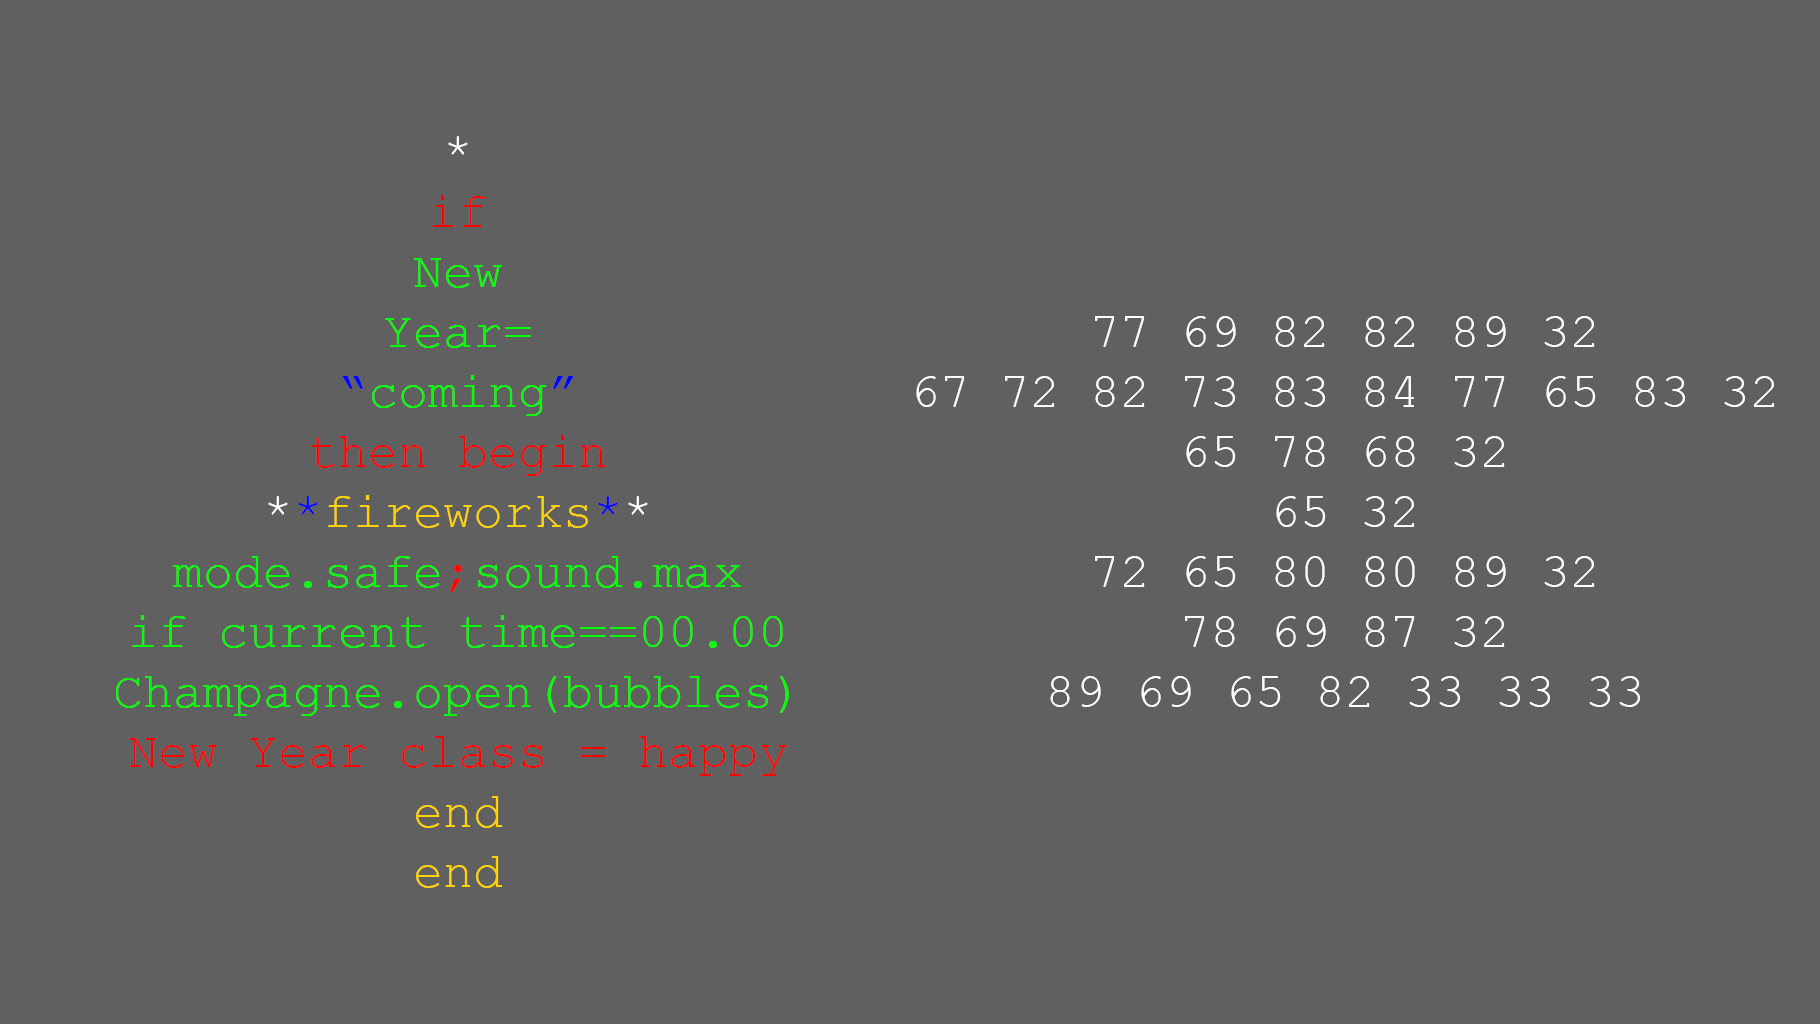 *
if
New
Year=
“coming”
then begin
**fireworks**
mode.safe;sound.max
if current time==00.00
Champagne.open(bubbles)
New Year class = happy
end
end
77 69 82 82 89 32
67 72 82 73 83 84 77 65 83 32
65 78 68 32
65 32
72 65 80 80 89 32
78 69 87 32
89 69 65 82 33 33 33